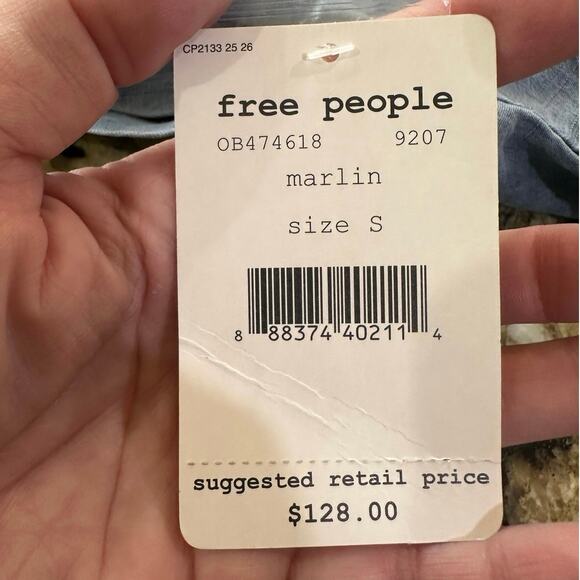 CP2133 25 26
free people
OB474618 9207
marlin
size S
8 88374 40211 4
suggested retail price
$128.00